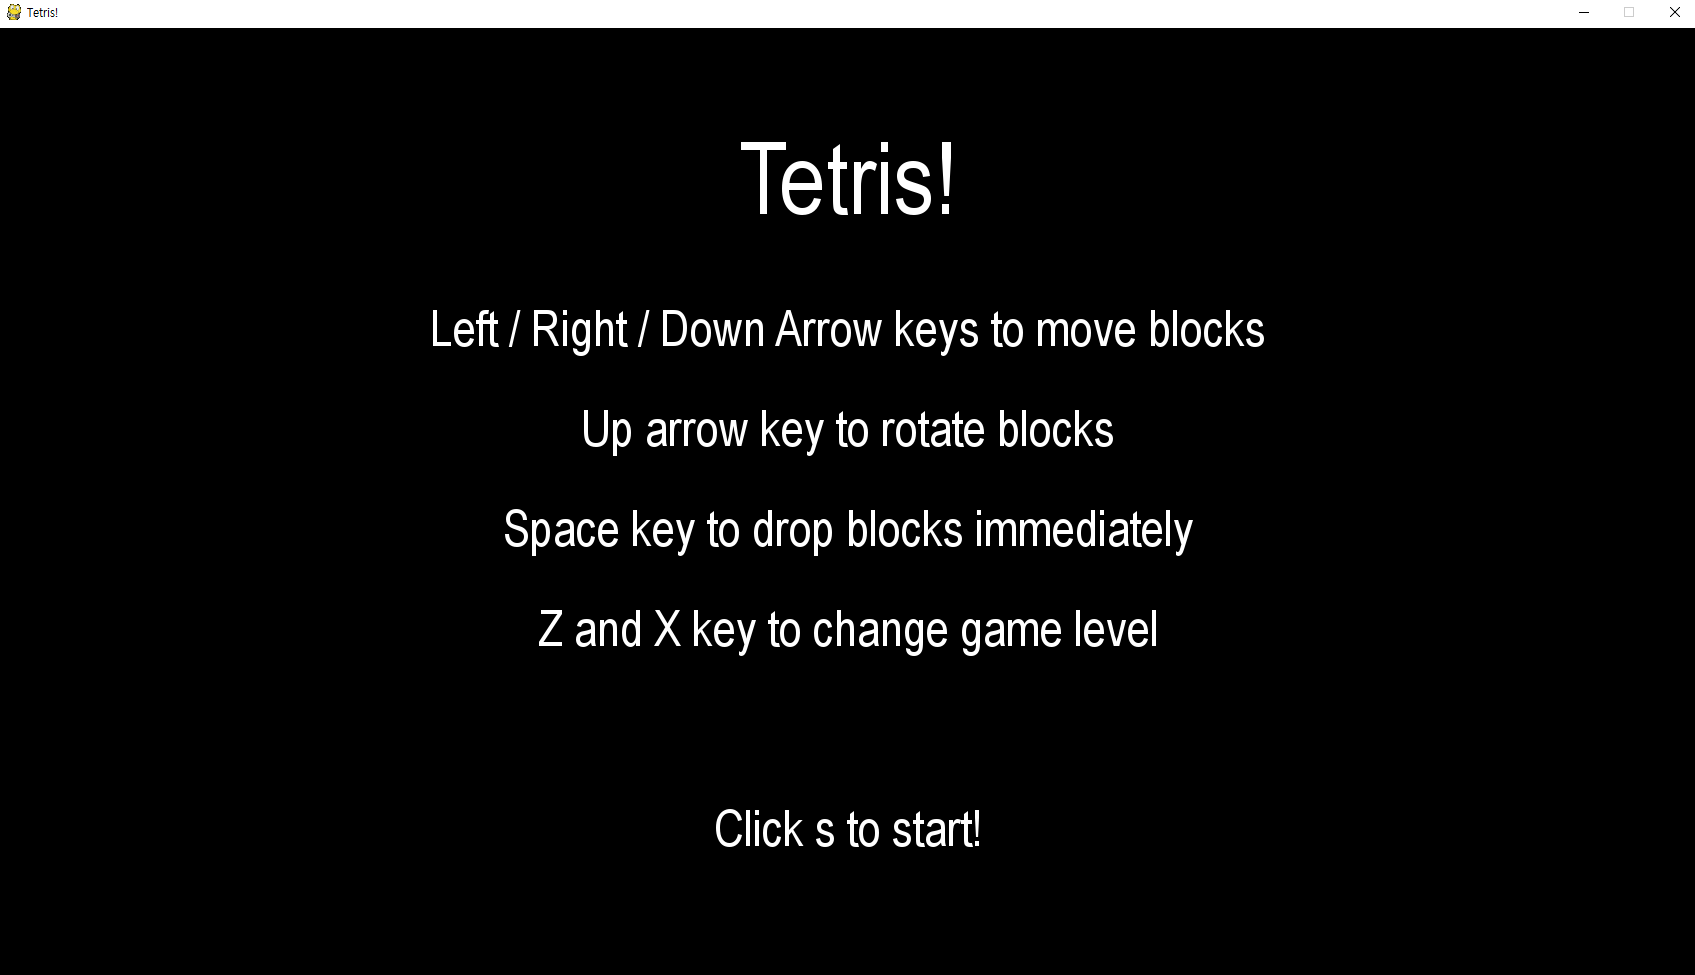 Tetris!
Tetris!
Left / Right / Down Arrow keys to move blocks
Up arrow key to rotate blocks
Space key to drop blocks immediately
Z and X key to change game level
Click s to start!